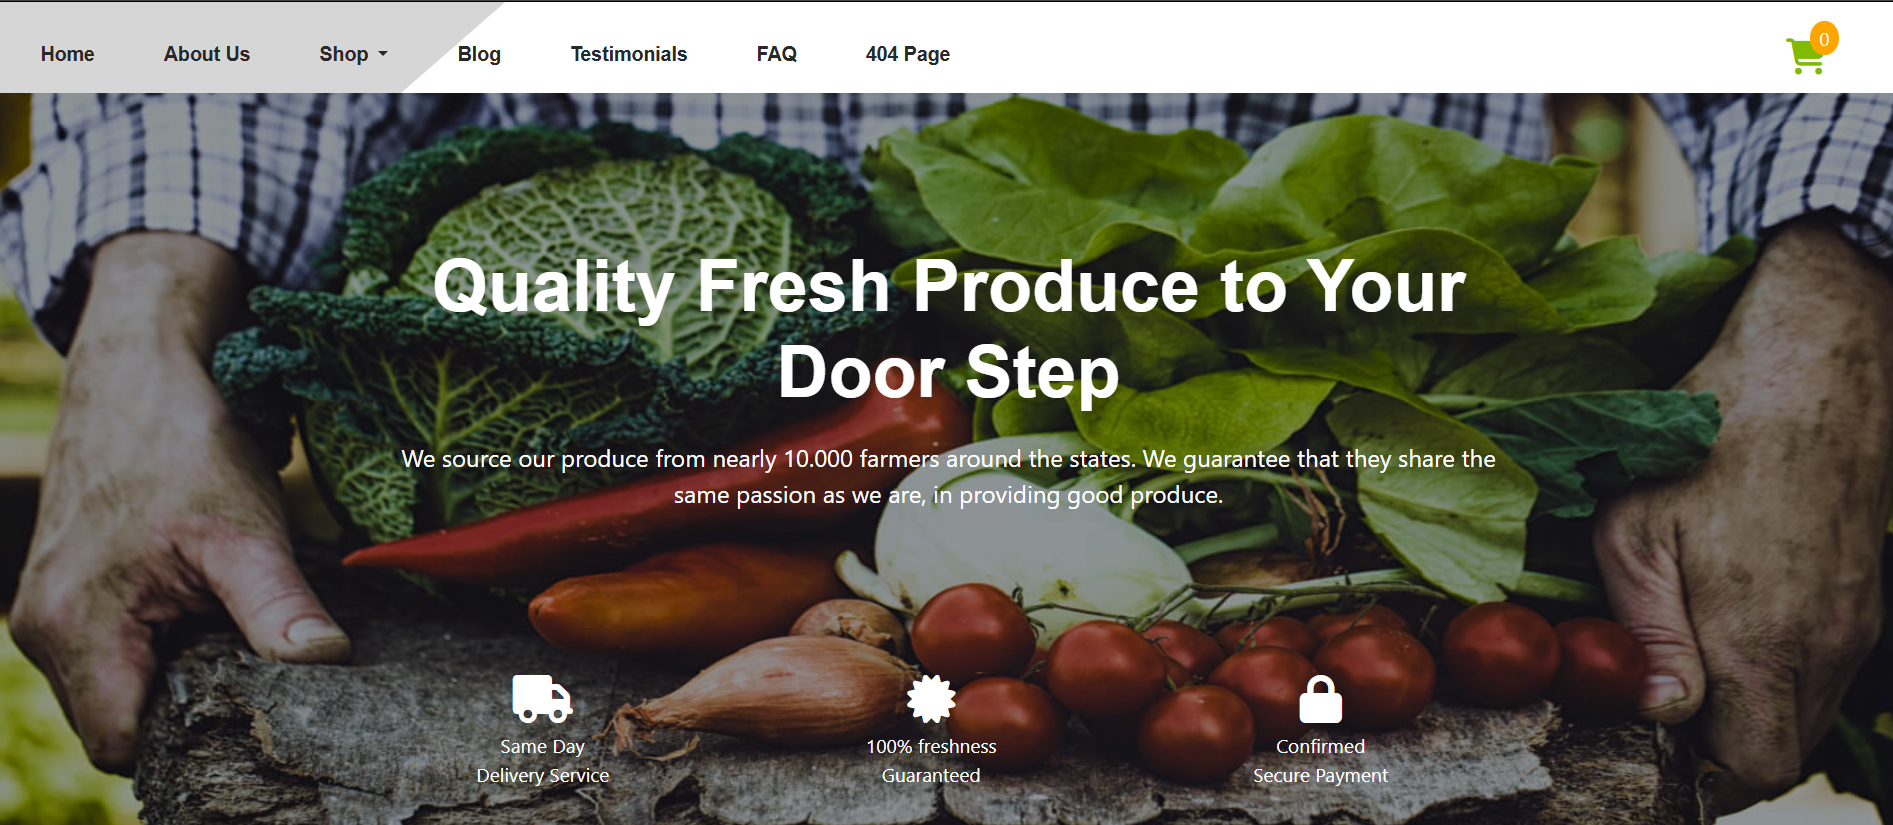 Home About Us Shop Blog Testimonials FAQ 404 Page 0
Quality Fresh Produce to Your
Door Step
We source our produce from nearly 10.000 farmers around the states. We guarantee that they share the
same passion as we are, in providing good produce.
Same Day
Delivery Service
100% freshness
Guaranteed
Confirmed
Secure Payment